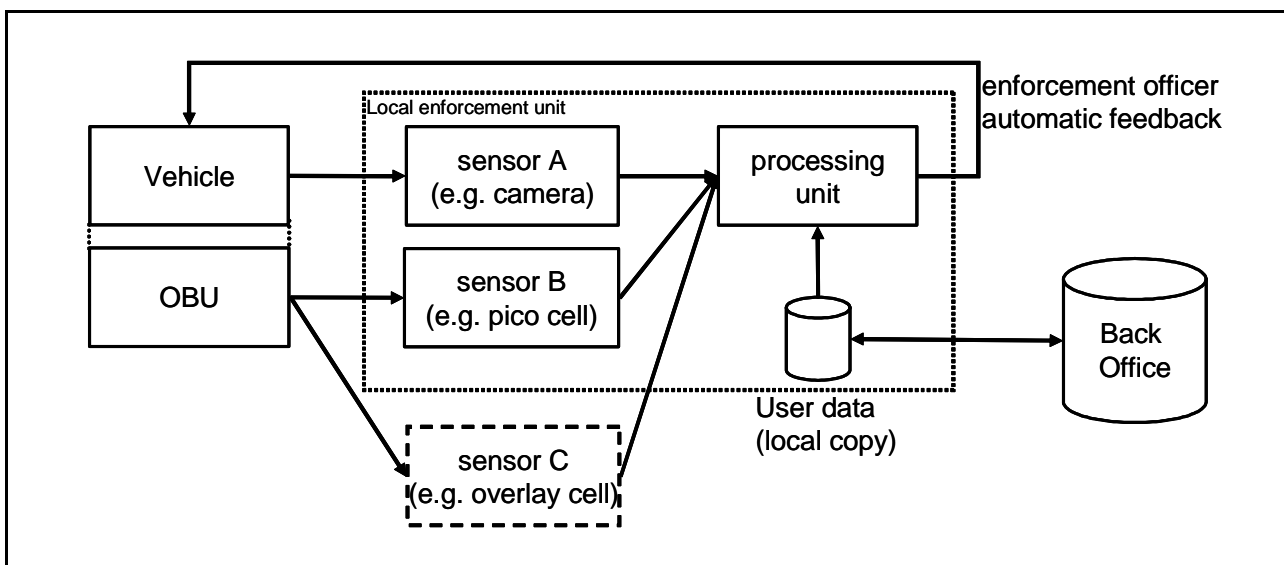 enforcement officer
automatic feedback
Local enforcement unit
Vehicle
sensor A
(e.g. camera)
processing
unit
OBU
sensor B
(e.g. pico cell)
Back
Office
User data
(local copy)
sensor C
(e.g. overlay cell)